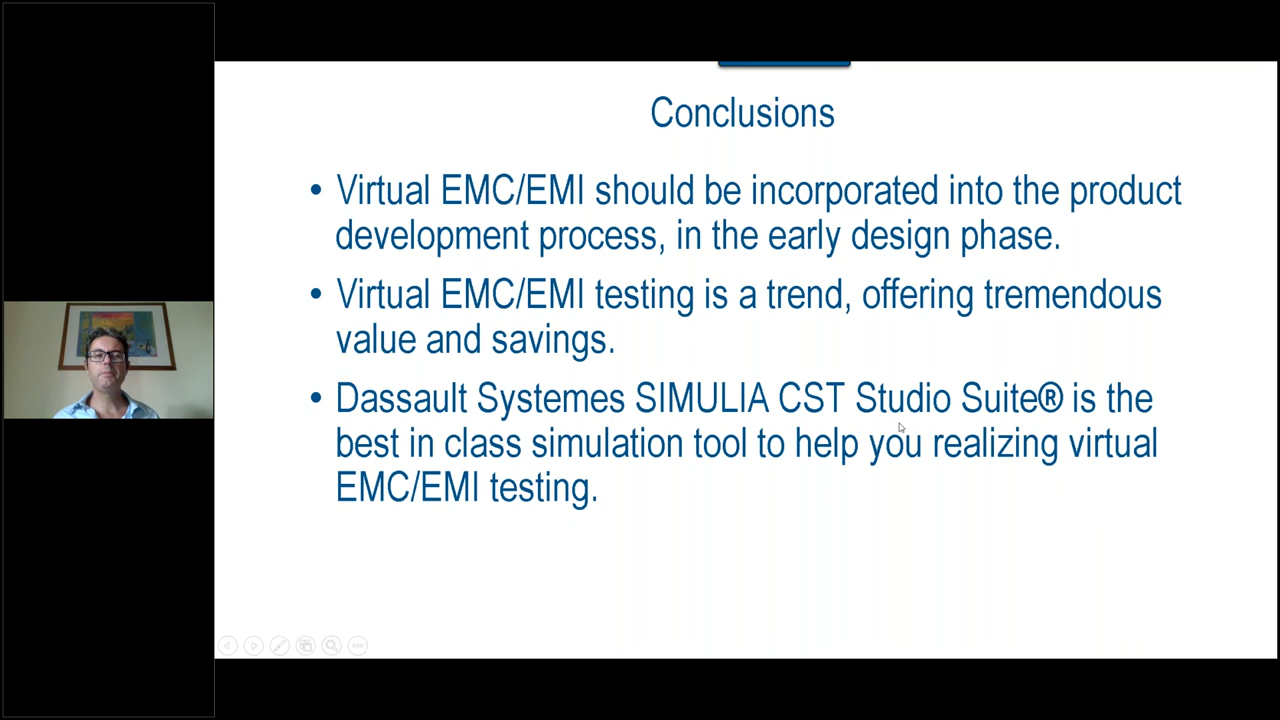 Conclusions
• Virtual EMC/EMI should be incorporated into the product
development process, in the early design phase.
• Virtual EMC/EMI testing is a trend, offering tremendous
value and savings.
• Dassault Systemes SIMULIA CST Studio Suite® is the
best in class simulation tool to help you realizing virtual
EMC/EMI testing.